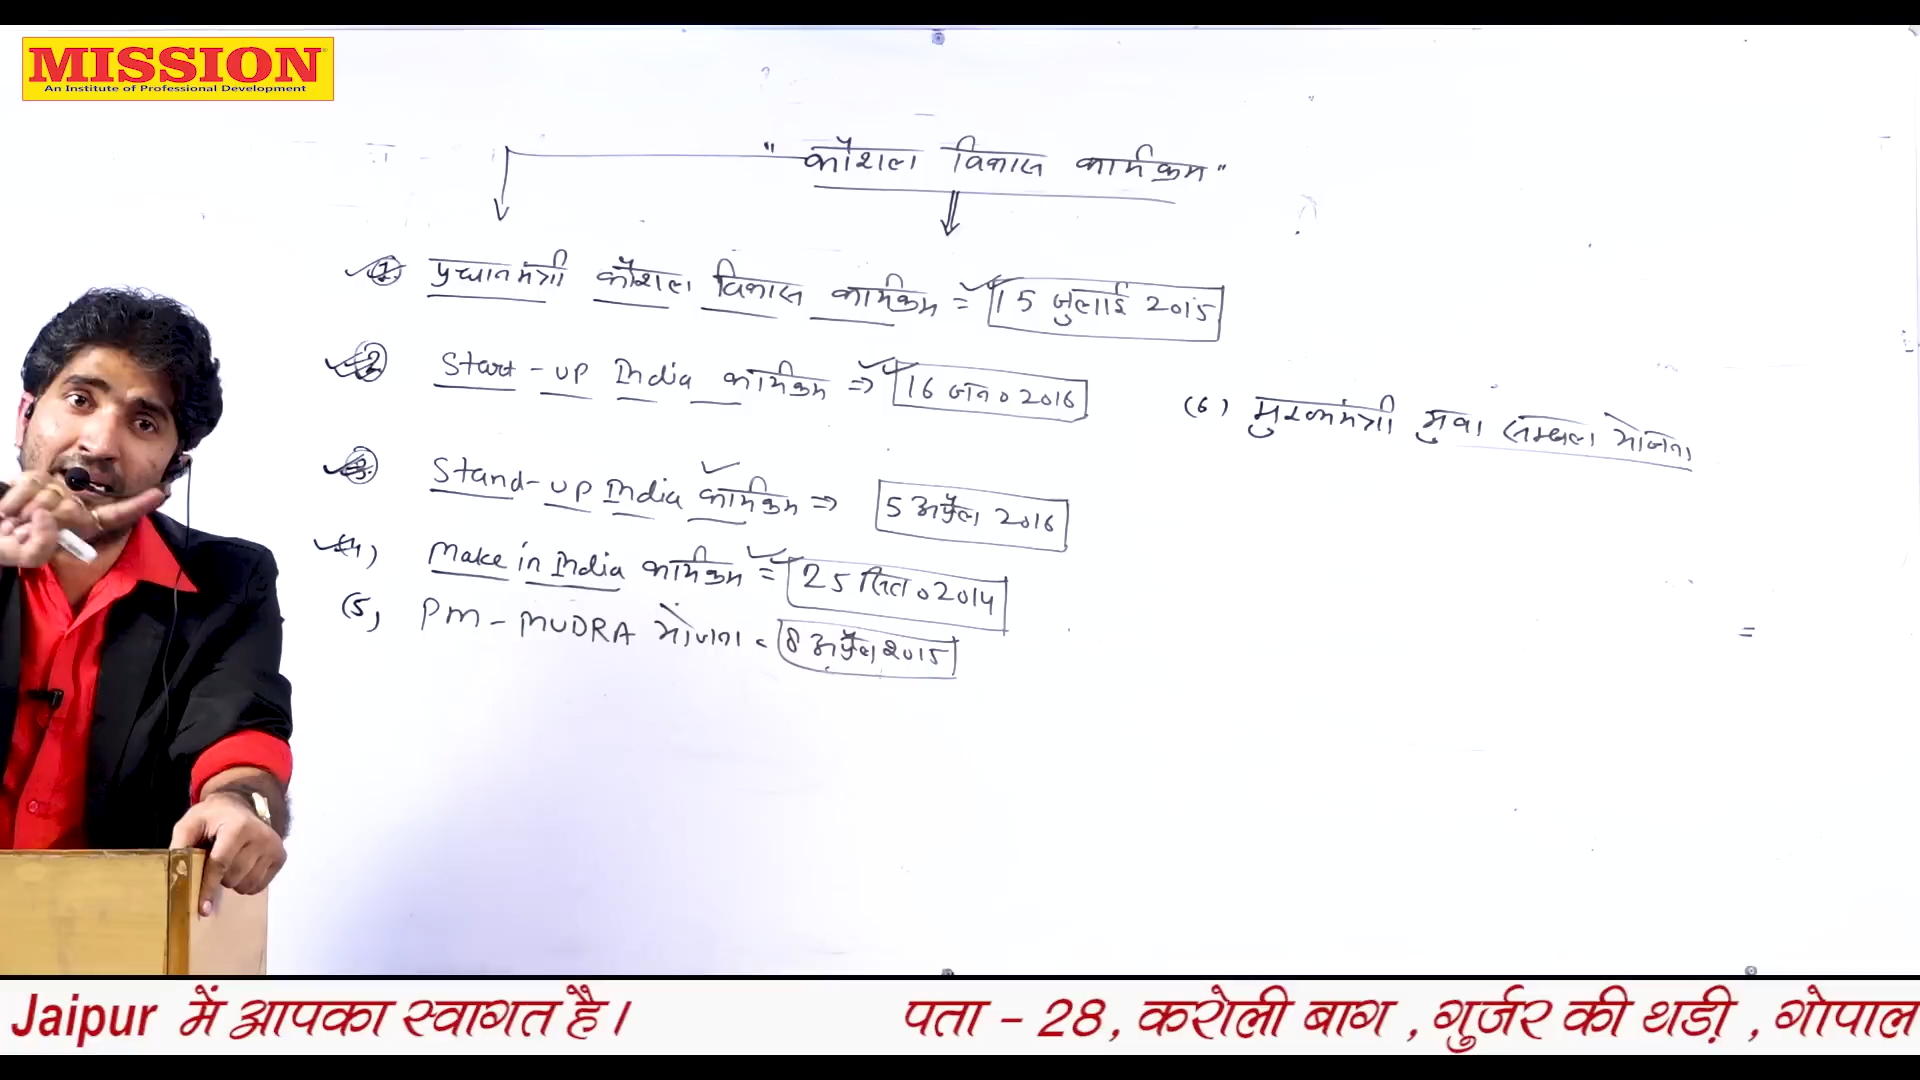 MISSION
An Institute of Professional Development
" कौशल विकास कार्यक्रम "
(1) प्रधानमंत्री कौशल विकास कार्यक्रम = 15 जुलाई 2015
(2) Start-up India कार्यक्रम ⇒ 16 जन० 2016
(3) Stand-up India कार्यक्रम ⇒ 5 अप्रैल 2016
(4) Make in India कार्यक्रम = 25 सित० 2014
(5) PM-MUDRA योजना = 8 अप्रैल 2015
(6) मुख्यमंत्री युवा सम्बल योजना
=
Jaipur में आपका स्वागत है। पता - 28, करोली बाग , गुर्जर की थडी़ , गोपाल